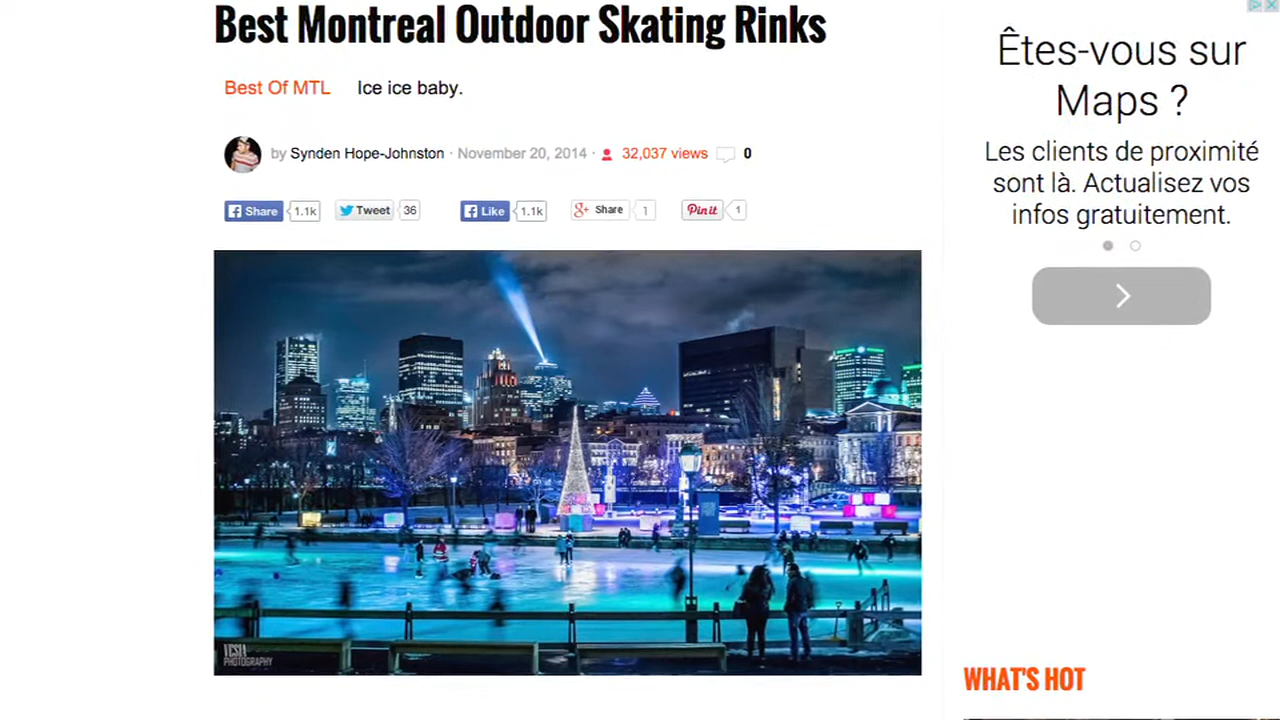 Best Montreal Outdoor Skating Rinks
Best Of MTL Ice ice baby.
by Synden Hope-Johnston · November 20, 2014 · 32,037 views 0
Share 1.1k Tweet 36 Like 1.1k Share 1 Pin it 1
VCSIA
PHOTOGRAPHY
Êtes-vous sur
Maps ?
Les clients de proximité
sont là. Actualisez vos
infos gratuitement.
WHAT'S HOT